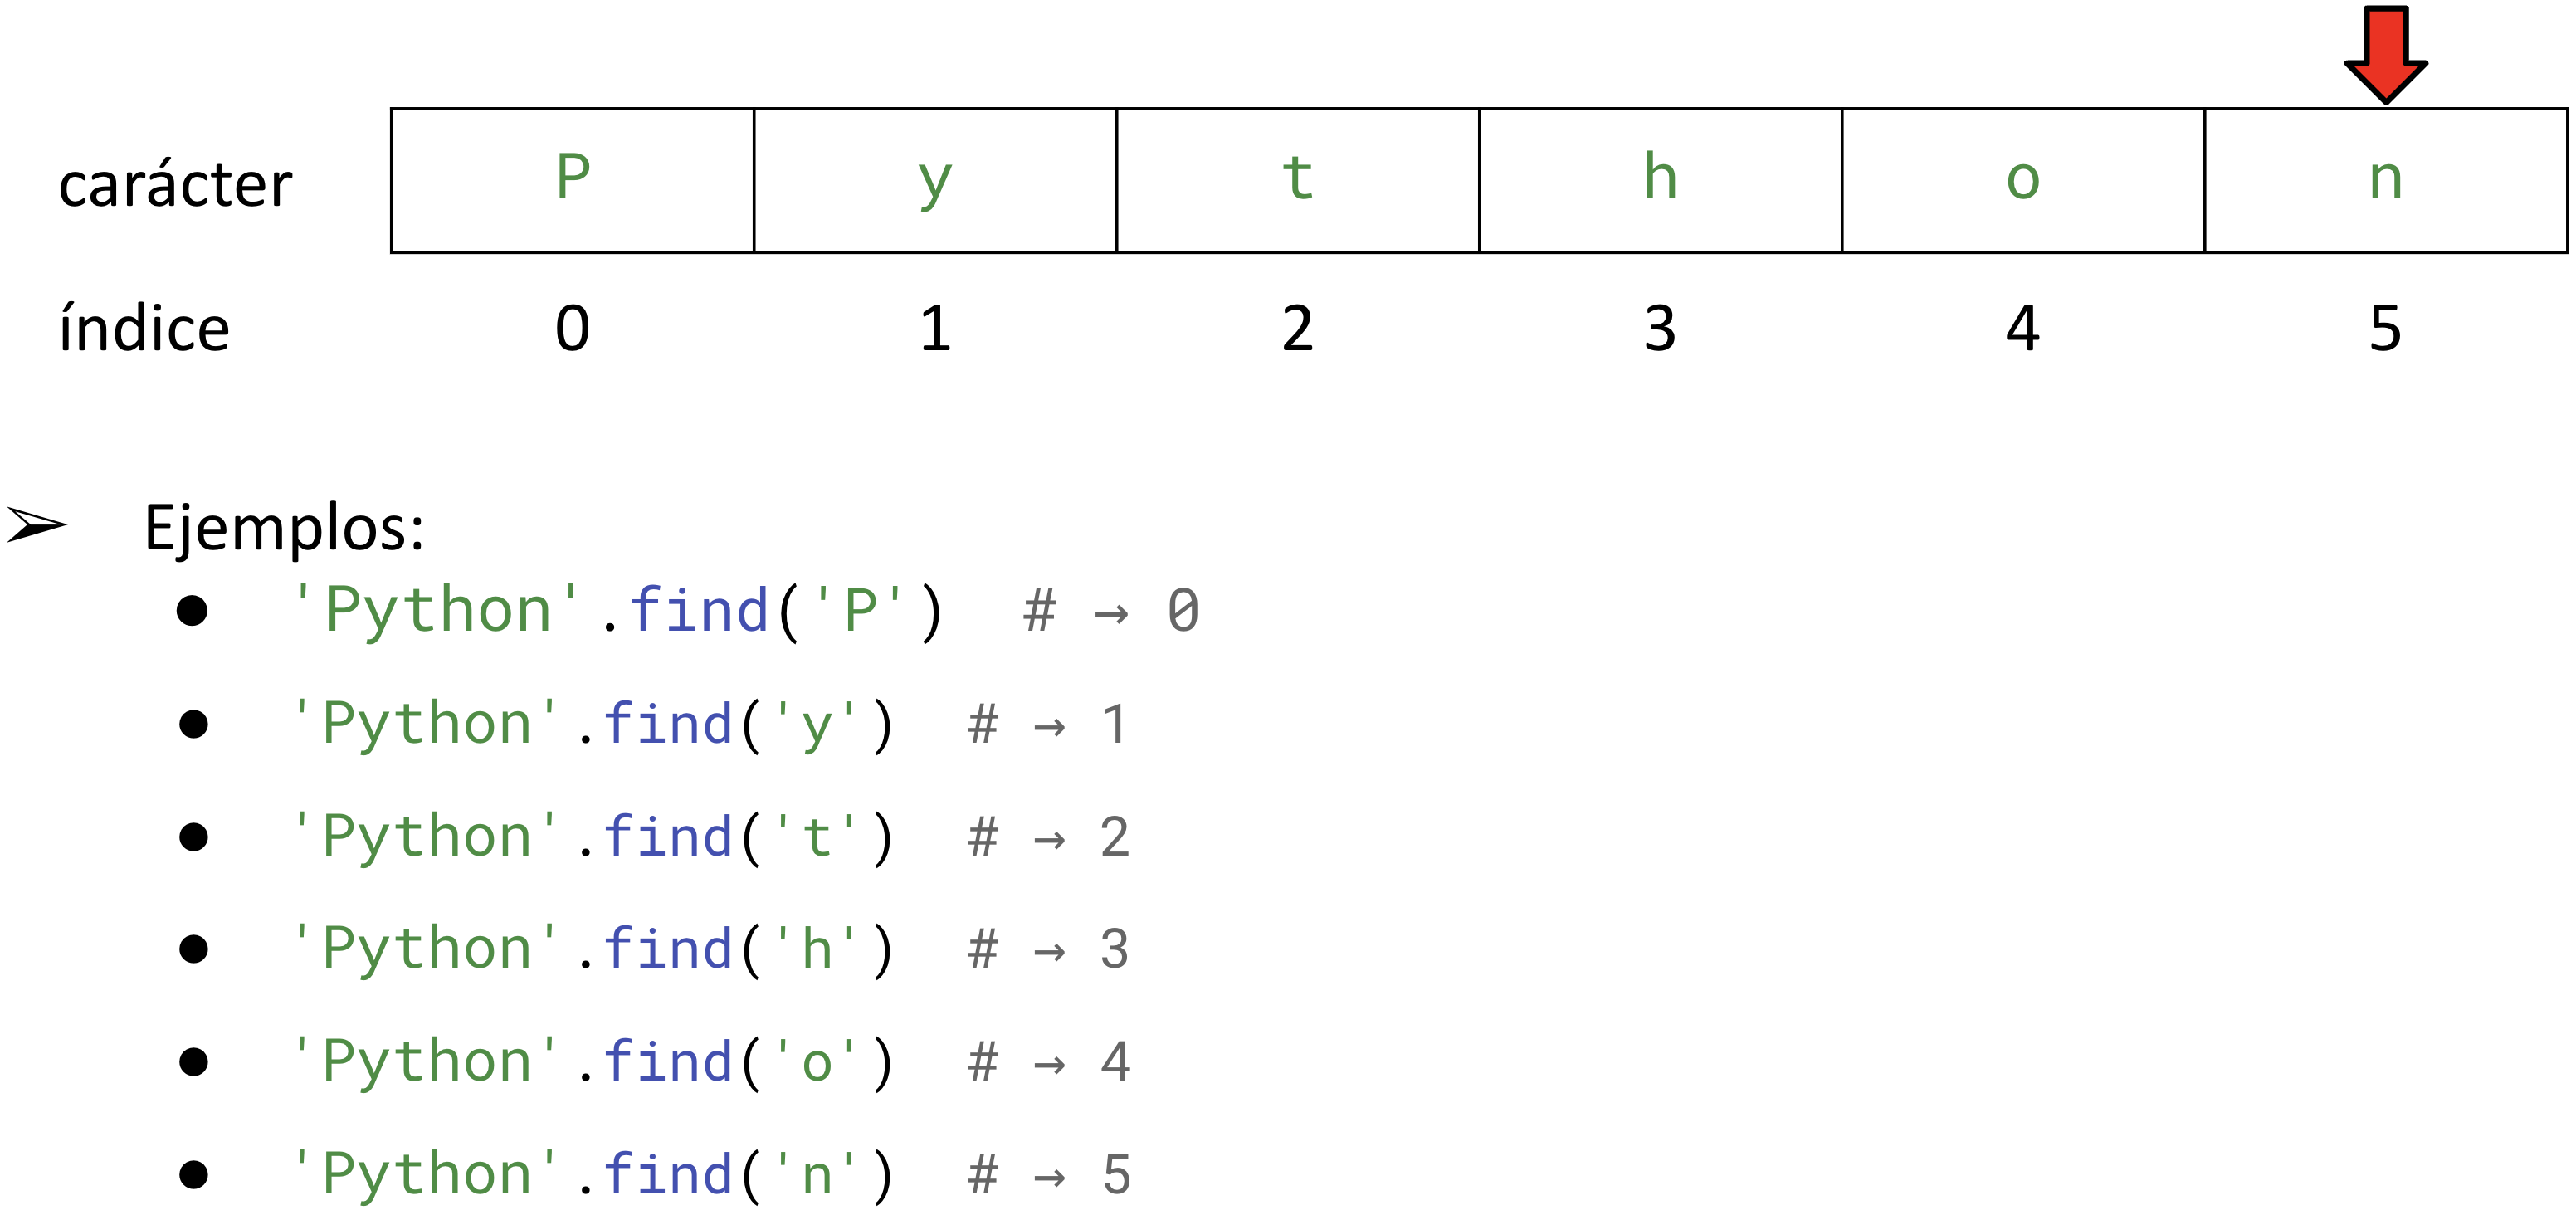 carácter P y t h o n
índice 0 1 2 3 4 5
➢ Ejemplos:
● 'Python'.find('P') # → 0
● 'Python'.find('y') # → 1
● 'Python'.find('t') # → 2
● 'Python'.find('h') # → 3
● 'Python'.find('o') # → 4
● 'Python'.find('n') # → 5